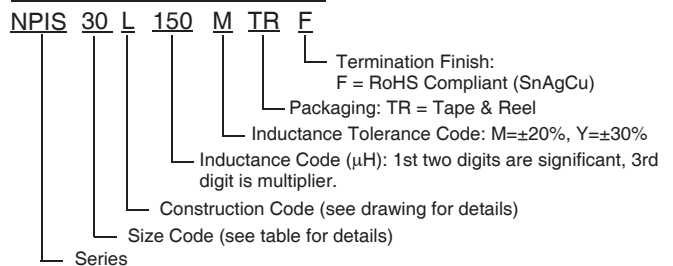 NPIS 30 L 150 M TR F
Termination Finish:
F = RoHS Compliant (SnAgCu)
Packaging: TR = Tape & Reel
Inductance Tolerance Code: M=±20%, Y=±30%
Inductance Code (μH): 1st two digits are significant, 3rd
digit is multiplier.
Construction Code (see drawing for details)
Size Code (see table for details)
Series